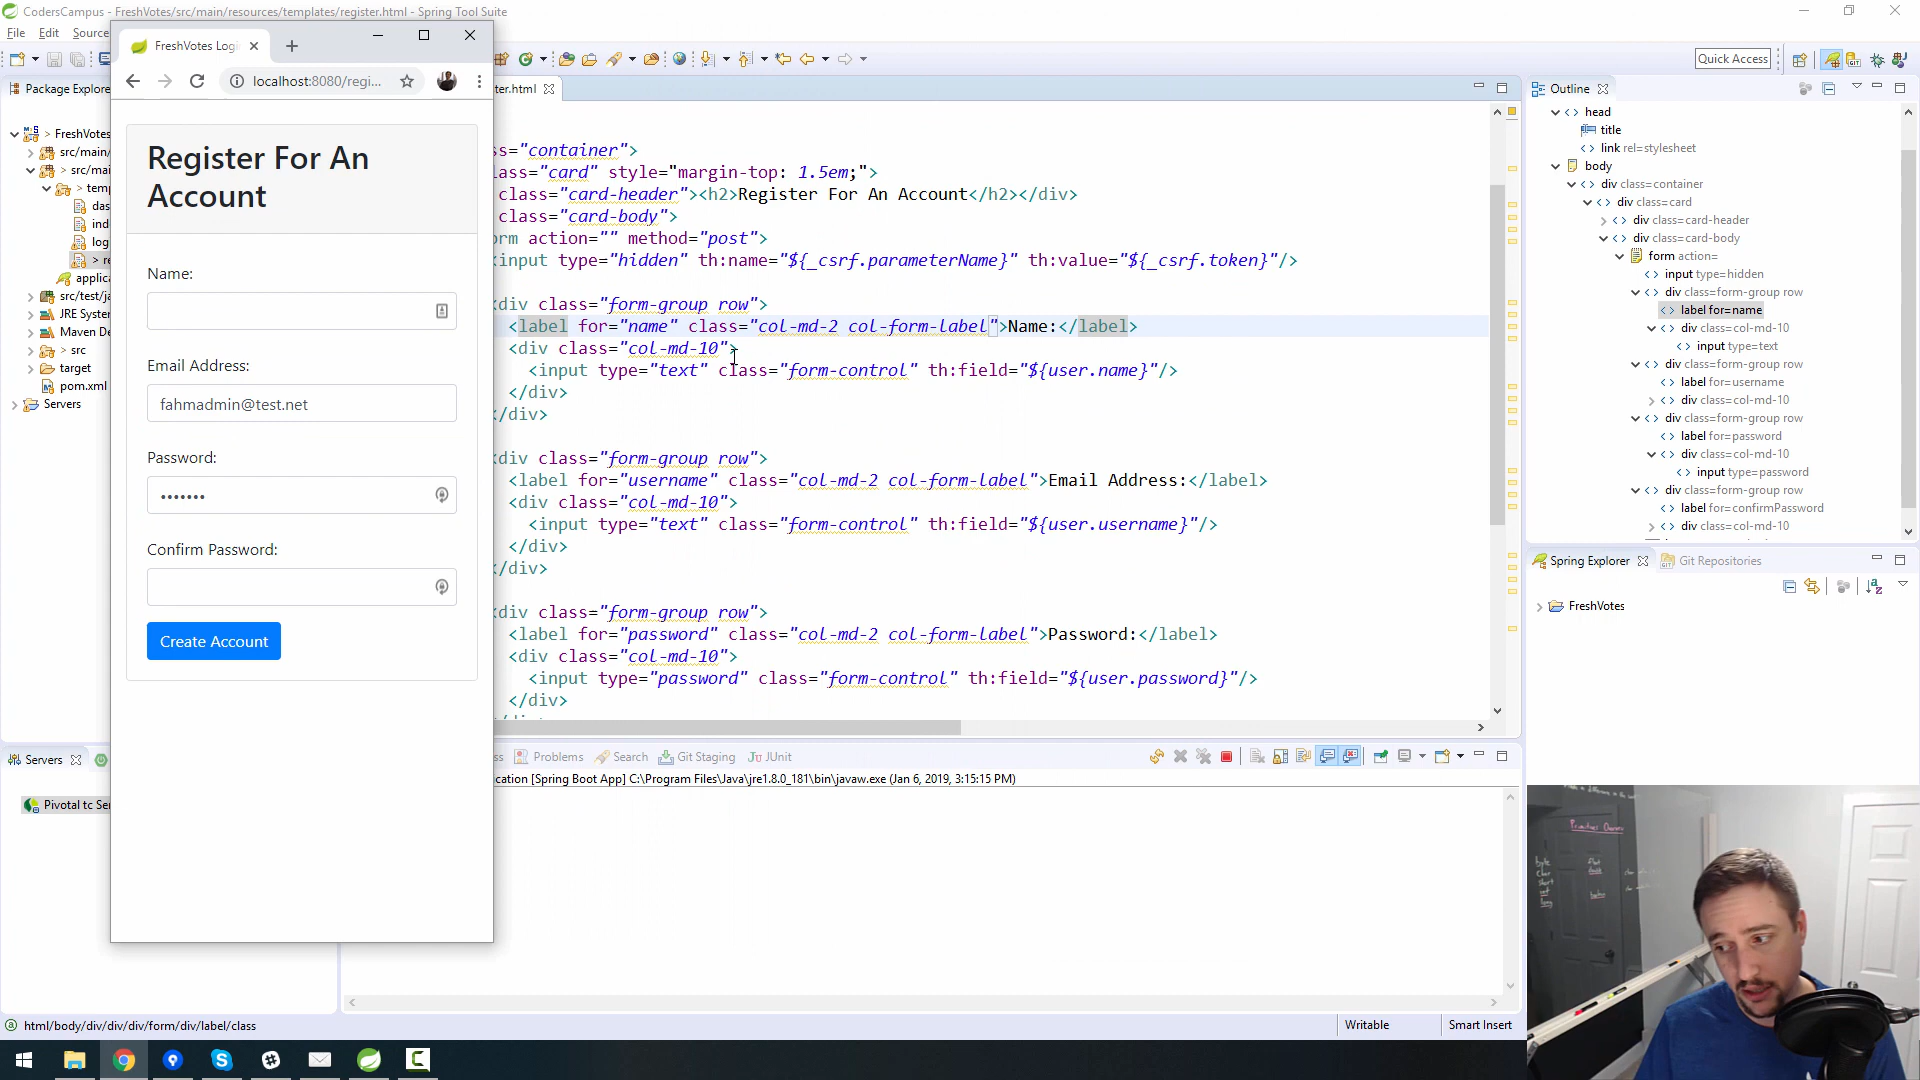 CodersCampus - FreshVotes/src/main/resources/templates/register.html - Spring Tool Suite
File Edit Source
Quick Access
FreshVotes Logi
localhost:8080/regi...
Register For An
Account
Name:
Email Address:
fahmadmin@test.net
Password:
•••••••
Confirm Password:
Create Account
Package Explore
> FreshVotes
src/main/
> src/mai
> temp
das
ind
log
> re
applica
src/test/ja
JRE System
Maven De
> src
target
pom.xml
Servers
Servers
Pivotal tc Ser
ter.html
ss="container">
lass="card" style="margin-top: 1.5em;">
class="card-header"><h2>Register For An Account</h2></div>
class="card-body">
orm action="" method="post">
<input type="hidden" th:name="${_csrf.parameterName}" th:value="${_csrf.token}"/>
<div class="form-group row">
<label for="name" class="col-md-2 col-form-label">Name:</label>
<div class="col-md-10">
<input type="text" class="form-control" th:field="${user.name}"/>
</div>
</div>
<div class="form-group row">
<label for="username" class="col-md-2 col-form-label">Email Address:</label>
<div class="col-md-10">
<input type="text" class="form-control" th:field="${user.username}"/>
</div>
</div>
<div class="form-group row">
<label for="password" class="col-md-2 col-form-label">Password:</label>
<div class="col-md-10">
<input type="password" class="form-control" th:field="${user.password}"/>
</div>
Problems Search Git Staging JUnit
cation [Spring Boot App] C:\Program Files\Java\jre1.8.0_181\bin\javaw.exe (Jan 6, 2019, 3:15:15 PM)
Outline
head
title
link rel=stylesheet
body
div class=container
div class=card
div class=card-header
div class=card-body
form action=
input type=hidden
div class=form-group row
label for=name
div class=col-md-10
input type=text
div class=form-group row
label for=username
div class=col-md-10
div class=form-group row
label for=password
div class=col-md-10
input type=password
div class=form-group row
label for=confirmPassword
div class=col-md-10
Spring Explorer Git Repositories
FreshVotes
Primitives
byte
char
short
int
long
html/body/div/div/div/form/div/label/class
Writable
Smart Insert